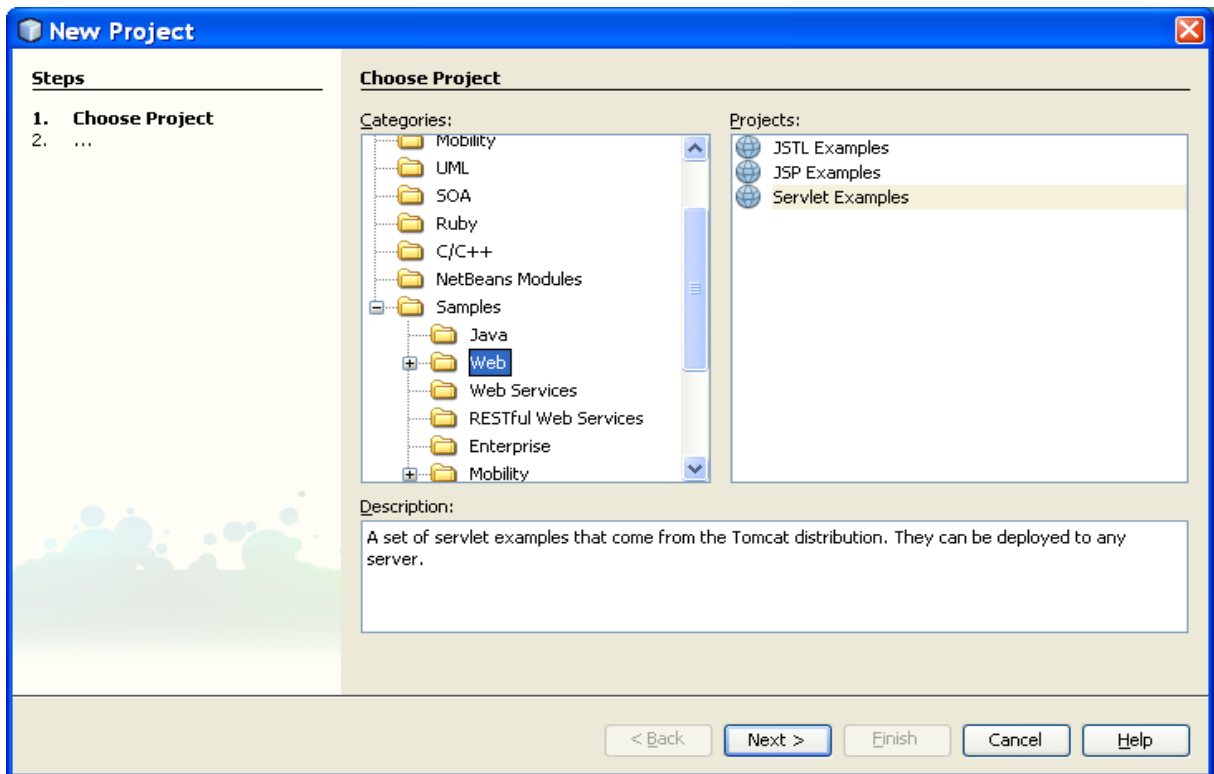 New Project
Steps
1. Choose Project
2. ...
Choose Project
Categories:
Mobility
UML
SOA
Ruby
C/C++
NetBeans Modules
Samples
Java
Web
Web Services
RESTful Web Services
Enterprise
Mobility
Projects:
JSTL Examples
JSP Examples
Servlet Examples
Description:
A set of servlet examples that come from the Tomcat distribution. They can be deployed to any
server.
< Back
Next >
Finish
Cancel
Help